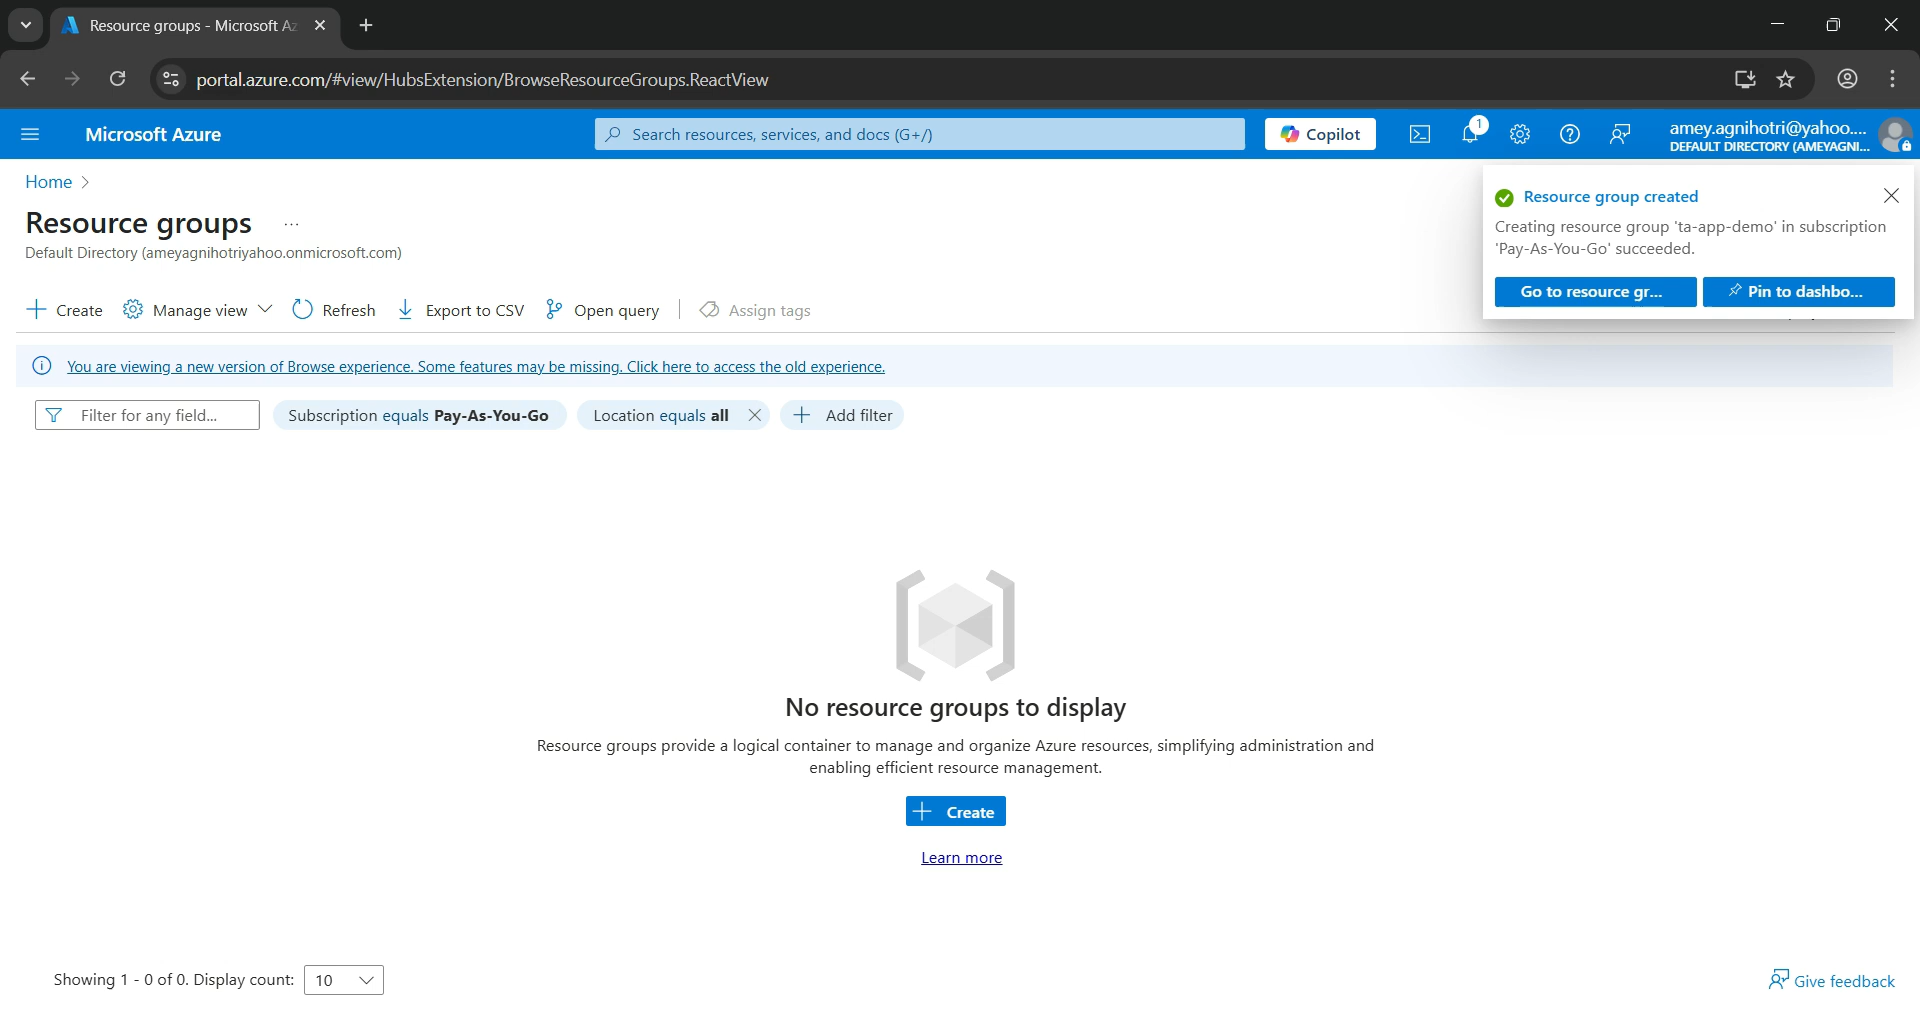 Resource groups - Microsoft Az
portal.azure.com/#view/HubsExtension/BrowseResourceGroups.ReactView
Microsoft Azure
Search resources, services, and docs (G+/)
Copilot
1
amey.agnihotri@yahoo....
DEFAULT DIRECTORY (AMEYAGNI...
Home
Resource groups ...
Default Directory (ameyagnihotriyahoo.onmicrosoft.com)
Resource group created
Creating resource group 'ta-app-demo' in subscription
'Pay-As-You-Go' succeeded.
Go to resource gr...
Pin to dashbo...
Create
Manage view
Refresh
Export to CSV
Open query
Assign tags
You are viewing a new version of Browse experience. Some features may be missing. Click here to access the old experience.
Filter for any field...
Subscription equals Pay-As-You-Go
Location equals all
Add filter
No resource groups to display
Resource groups provide a logical container to manage and organize Azure resources, simplifying administration and
enabling efficient resource management.
Create
Learn more
Showing 1 - 0 of 0. Display count: 10
Give feedback